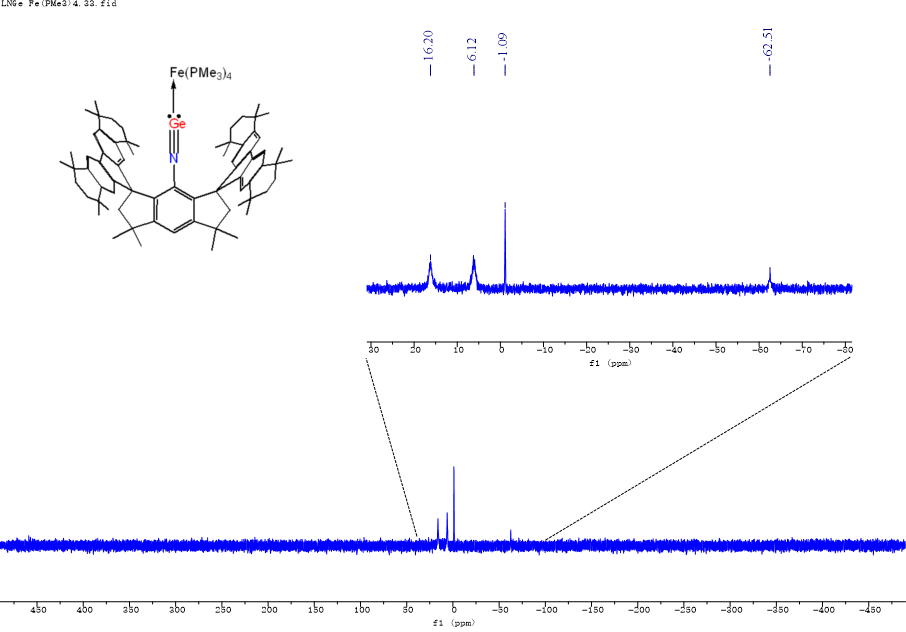 LNGe Fe(PMe3)4.33.fid
— 16.20
— 6.12
— -1.09
— -62.51
Fe(PMe₃)₄
Ge
N
30 20 10 0 -10 -20 -30 -40 -50 -60 -70 -80
f1 (ppm)
450 400 350 300 250 200 150 100 50 0 -50 -100 -150 -200 -250 -300 -350 -400 -450
f1 (ppm)